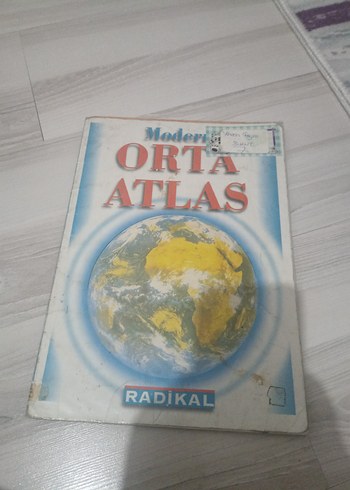 Modern
ORTA
ATLAS
RADİKAL